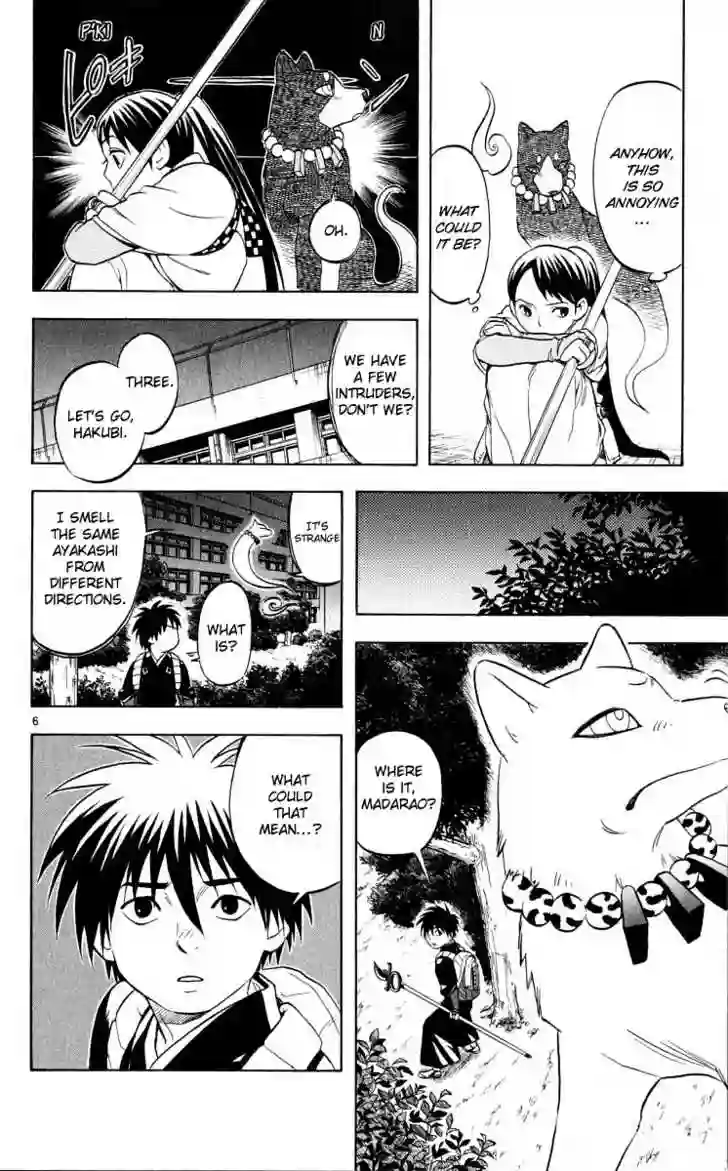 ANYHOW,
THIS
IS SO
ANNOYING
...
WHAT
COULD
IT BE?
N
PIKI
ピキッ
OH.
WE HAVE
A FEW
INTRUDERS,
DON'T WE?
THREE.
LET'S GO,
HAKUBI.
WHERE
IS IT,
MADARAO?
IT'S
STRANGE
WHAT
IS?
I SMELL
THE SAME
AYAKASHI
FROM
DIFFERENT
DIRECTIONS.
6
WHAT
COULD
THAT
MEAN...?